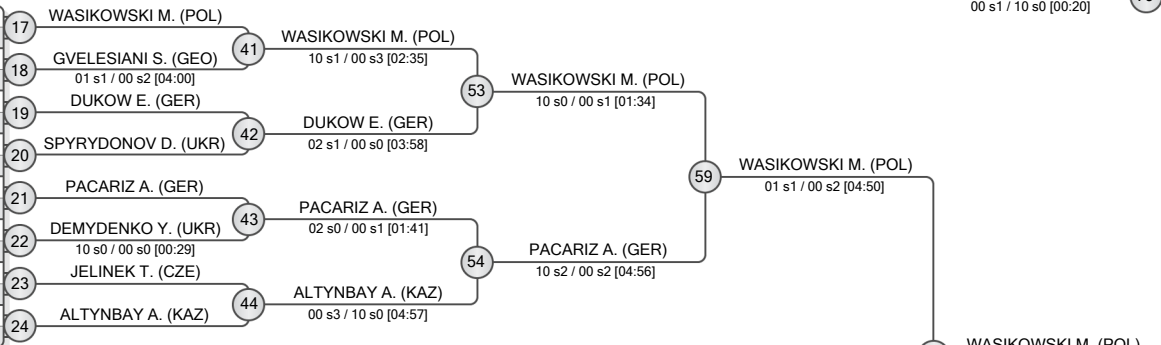 00 s1 / 10 s0 [00:20]
17
WASIKOWSKI M. (POL)
41
WASIKOWSKI M. (POL)
10 s1 / 00 s3 [02:35]
18
GVELESIANI S. (GEO)
01 s1 / 00 s2 [04:00]
53
WASIKOWSKI M. (POL)
10 s0 / 00 s1 [01:34]
19
DUKOW E. (GER)
42
DUKOW E. (GER)
02 s1 / 00 s0 [03:58]
20
SPYRYDONOV D. (UKR)
59
WASIKOWSKI M. (POL)
01 s1 / 00 s2 [04:50]
21
PACARIZ A. (GER)
43
PACARIZ A. (GER)
02 s0 / 00 s1 [01:41]
22
DEMYDENKO Y. (UKR)
10 s0 / 00 s0 [00:29]
54
PACARIZ A. (GER)
10 s2 / 00 s2 [04:56]
23
JELINEK T. (CZE)
44
ALTYNBAY A. (KAZ)
00 s3 / 10 s0 [04:57]
24
ALTYNBAY A. (KAZ)
WASIKOWSKI M. (POL)